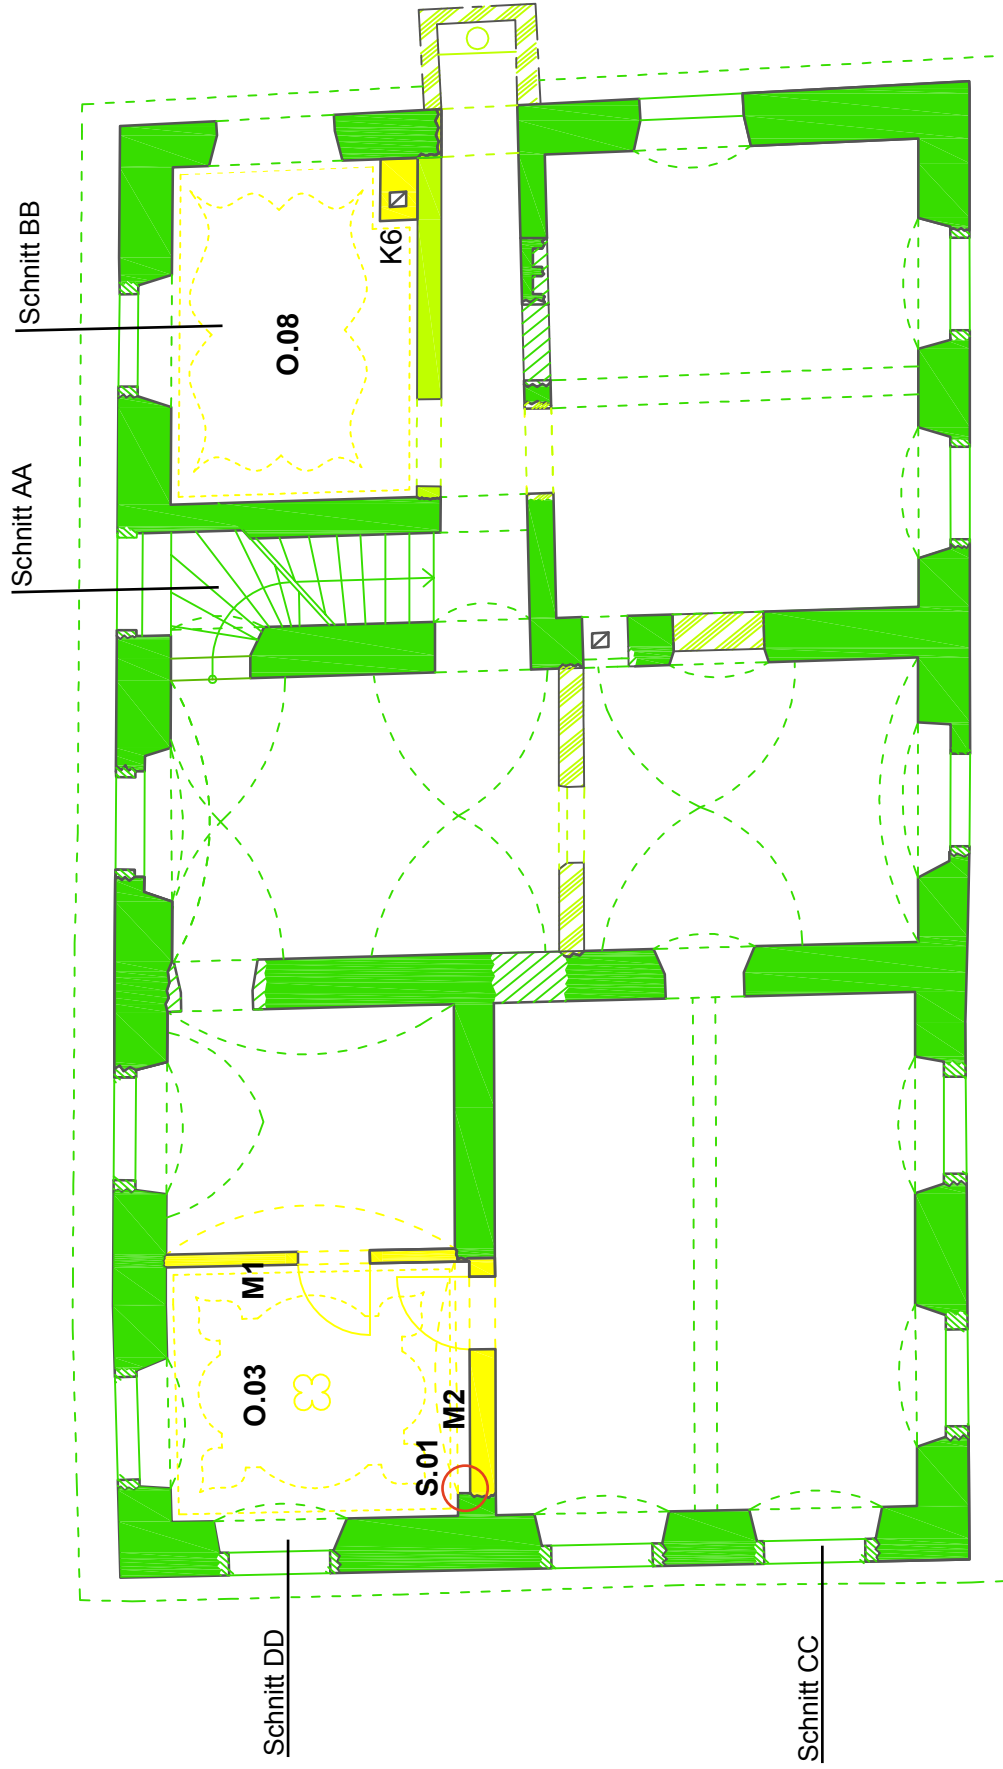 Schnitt BB
Schnitt AA
K6
O.08
M1
O.03
M2
S.01
Schnitt DD
Schnitt CC